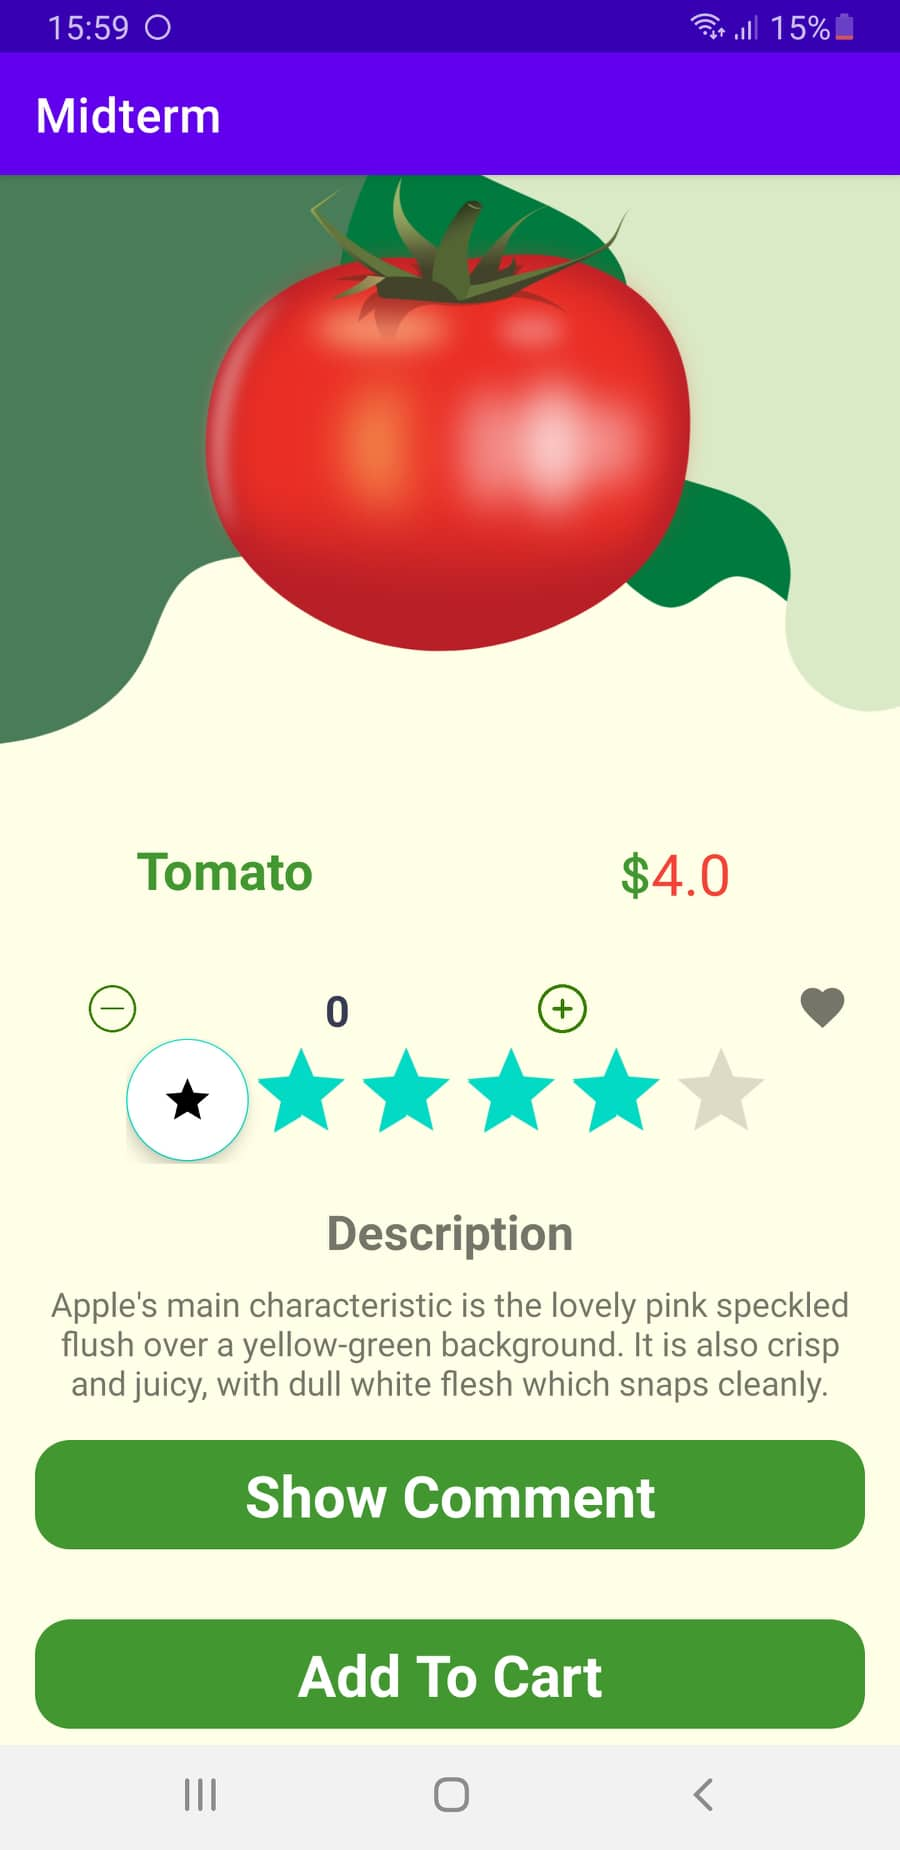 15:59
15%
Midterm
Tomato
$4.0
0
Description
Apple's main characteristic is the lovely pink speckled
flush over a yellow-green background. It is also crisp
and juicy, with dull white flesh which snaps cleanly.
Show Comment
Add To Cart